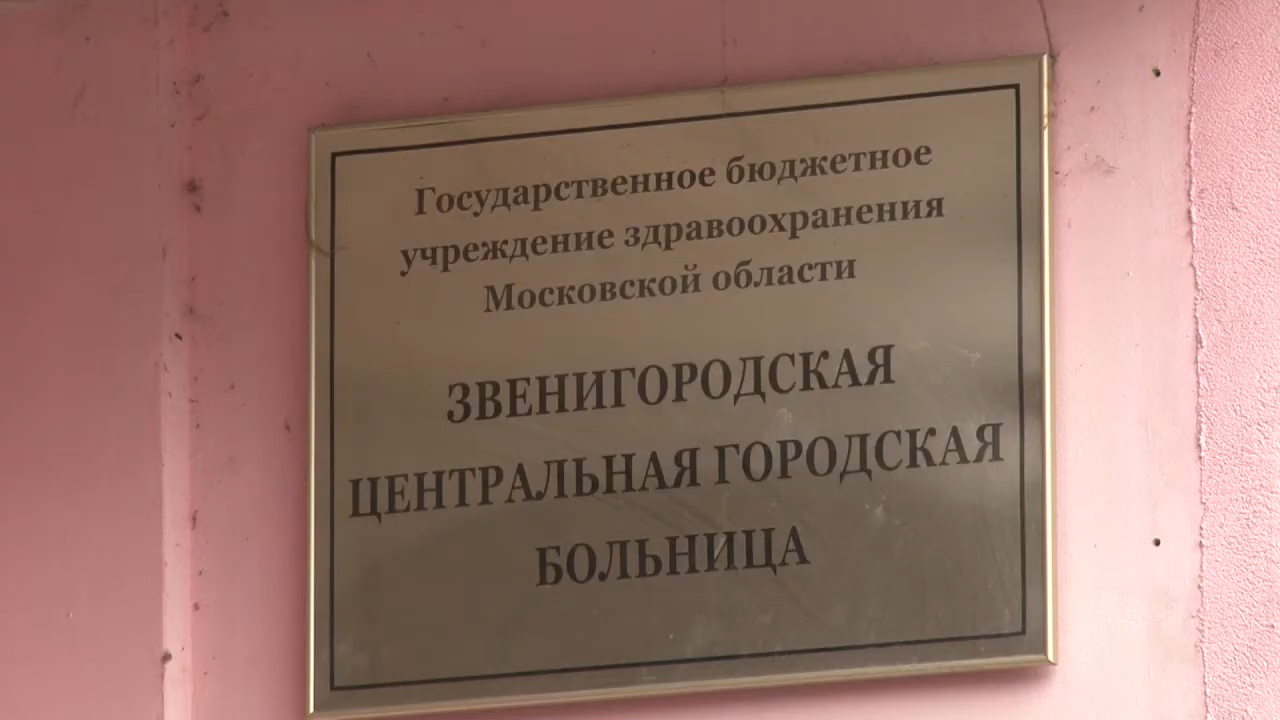 Государственное бюджетное
учреждение здравоохранения
Московской области
ЗВЕНИГОРОДСКАЯ
ЦЕНТРАЛЬНАЯ ГОРОДСКАЯ
БОЛЬНИЦА